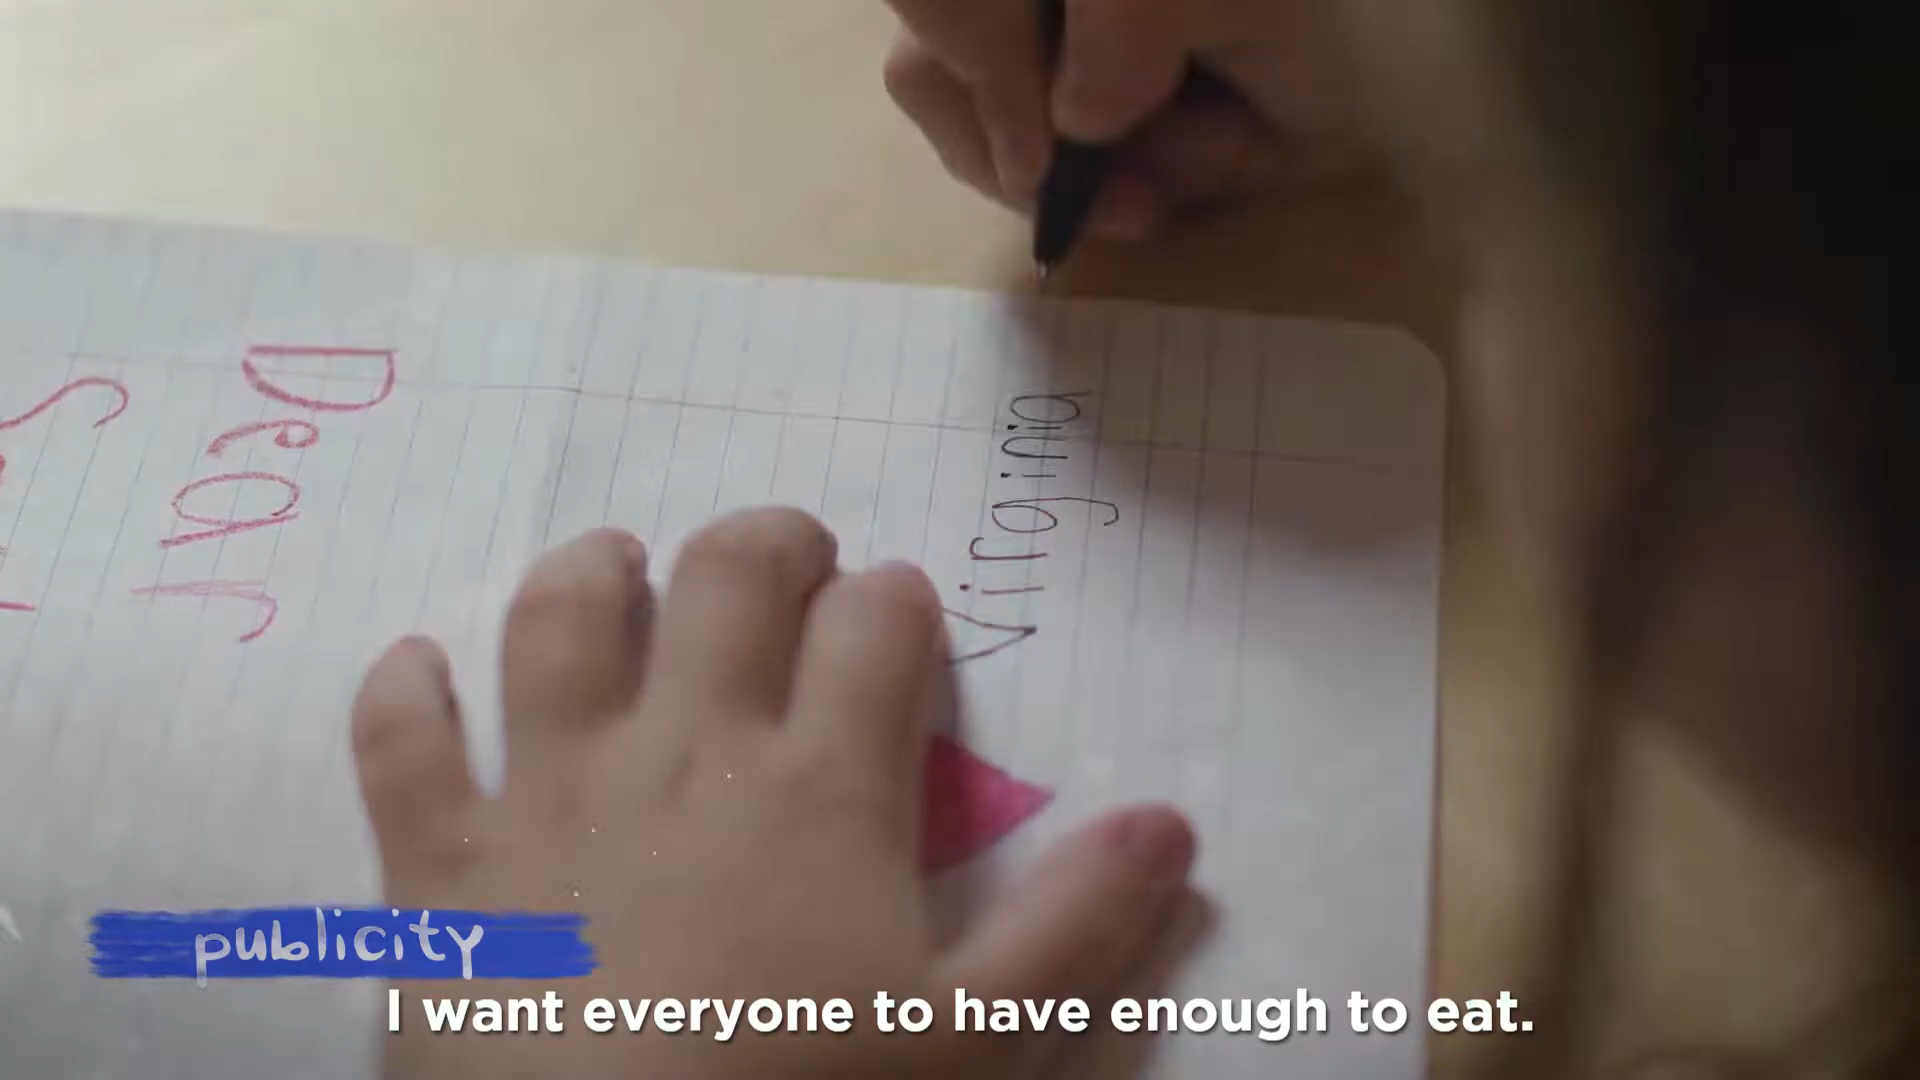 Dear
Virginia
publicity
I want everyone to have enough to eat.